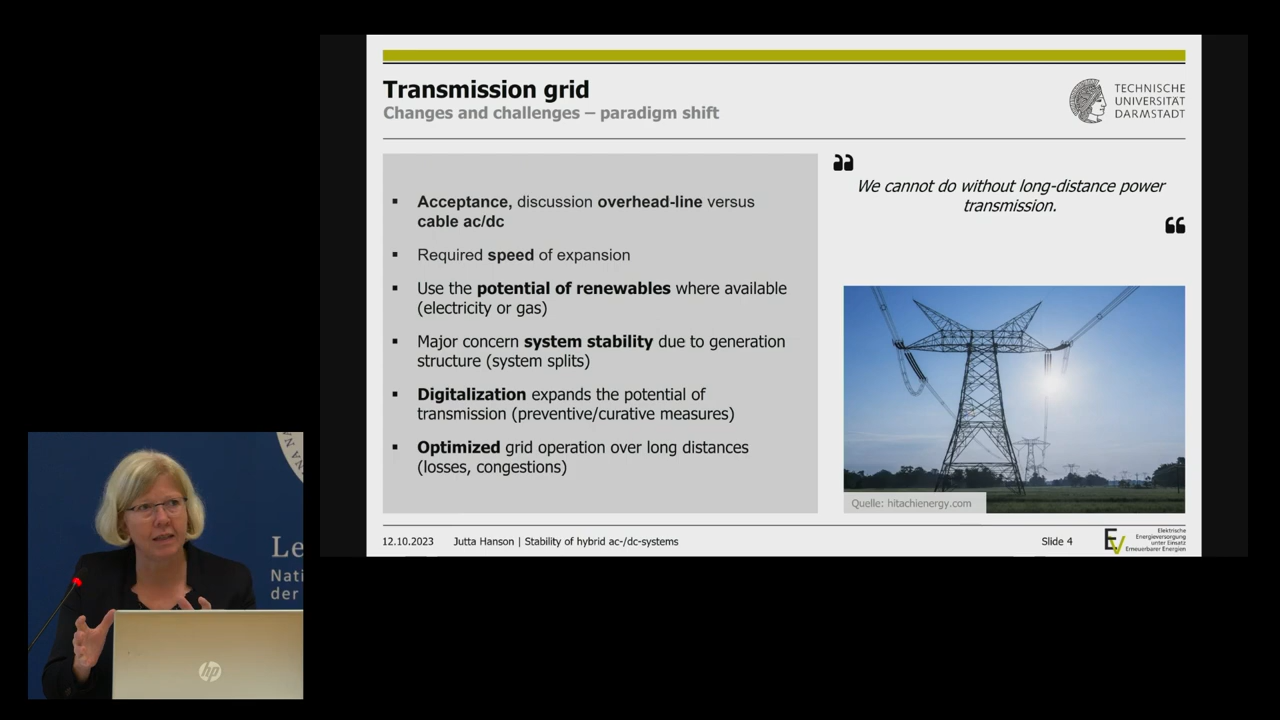 Transmission grid
Changes and challenges – paradigm shift
TECHNISCHE
UNIVERSITÄT
DARMSTADT
▪ Acceptance, discussion overhead-line versus
cable ac/dc
▪ Required speed of expansion
▪ Use the potential of renewables where available
(electricity or gas)
▪ Major concern system stability due to generation
structure (system splits)
▪ Digitalization expands the potential of
transmission (preventive/curative measures)
▪ Optimized grid operation over long distances
(losses, congestions)
„
We cannot do without long-distance power
transmission.
“
Quelle: hitachienergy.com
12.10.2023 Jutta Hanson | Stability of hybrid ac-/dc-systems Slide 4
EV
Elektrische
Energieversorgung
unter Einsatz
Erneuerbarer Energien
Le
Nati
der
hp